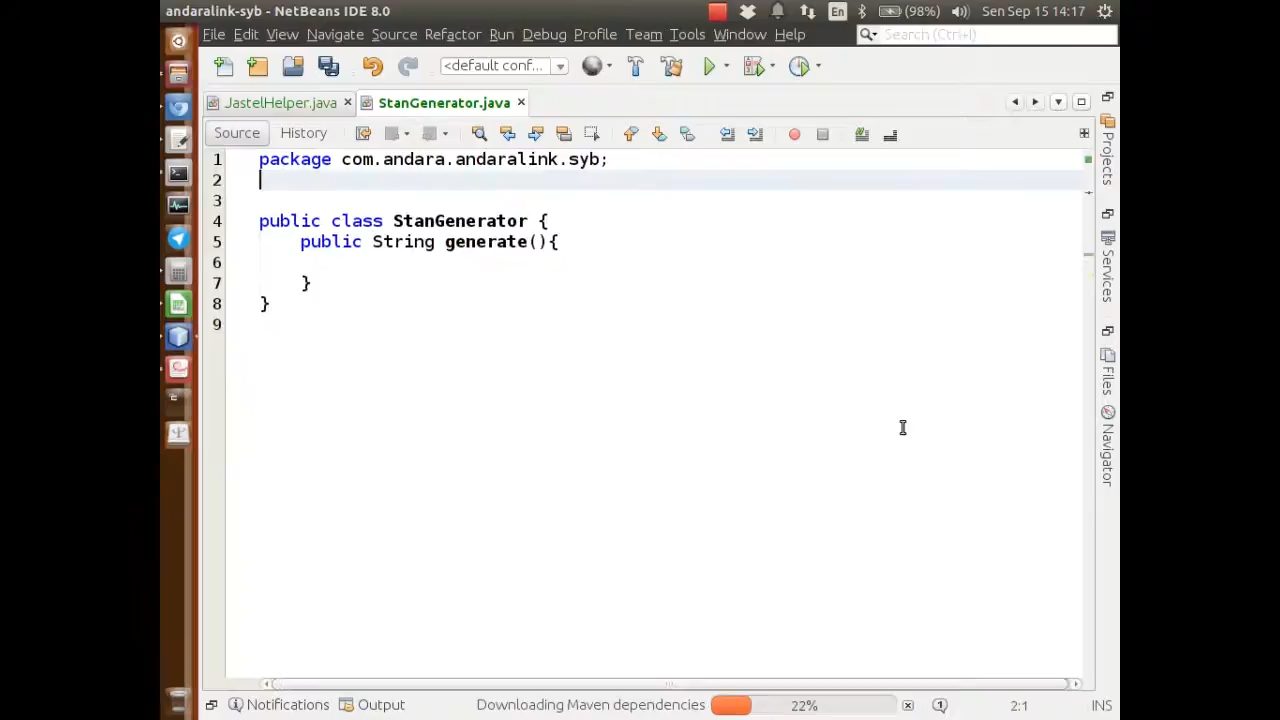 andaralink-syb - NetBeans IDE 8.0
En (98%) Sen Sep 15 14:17
File Edit View Navigate Source Refactor Run Debug Profile Team Tools Window Help
Search (Ctrl+I)
<default conf...
JastelHelper.java StanGenerator.java
Source History
1 package com.andara.andaralink.syb;
2
3
4 public class StanGenerator {
5 public String generate(){
6
7 }
8 }
9
Projects
Services
Files
Navigator
Notifications Output Downloading Maven dependencies 22% 1 2:1 INS